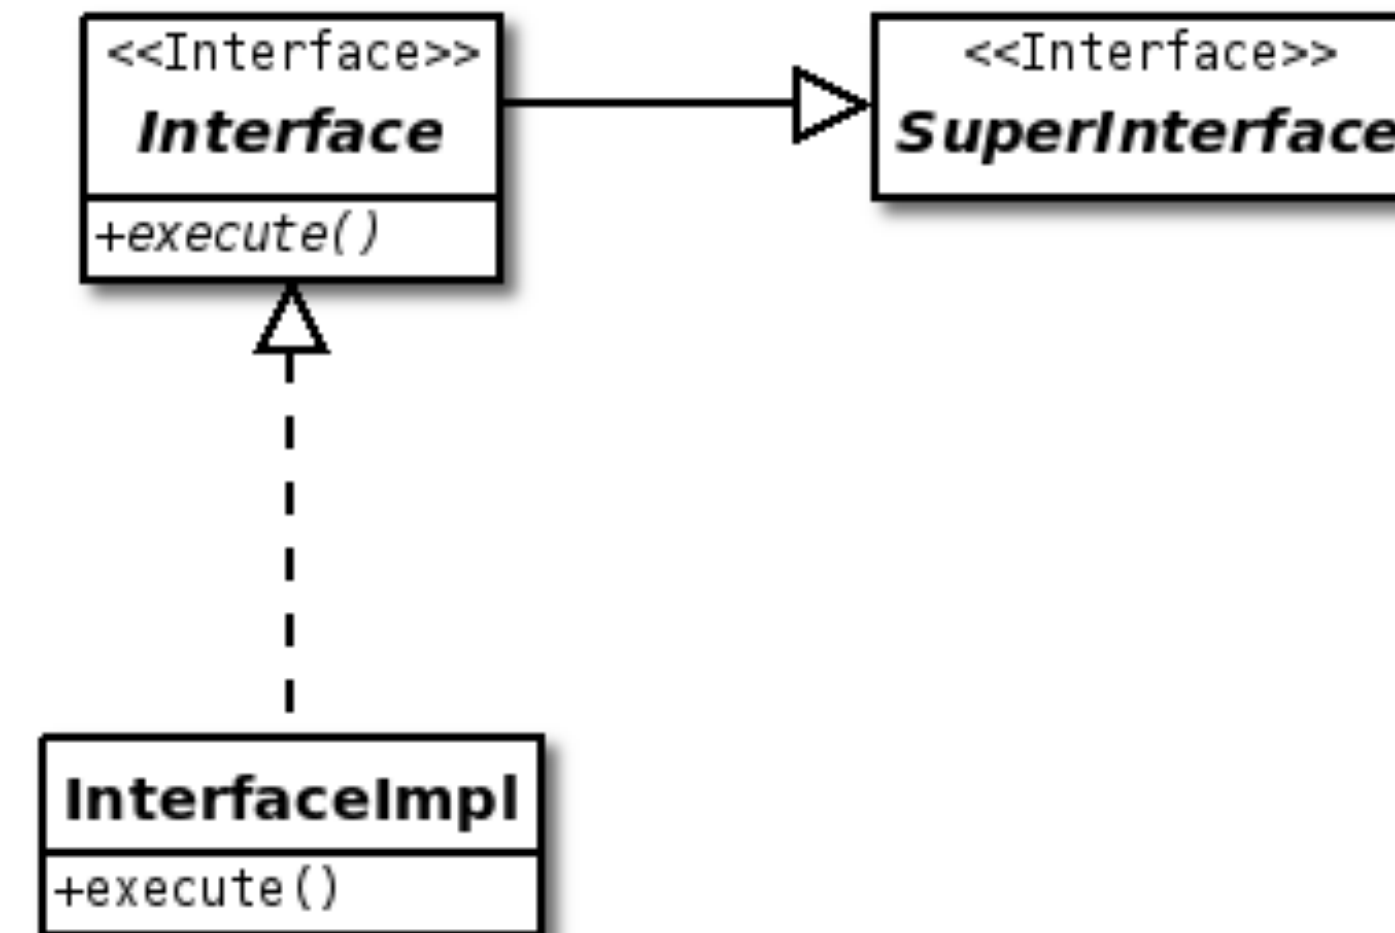 <<Interface>>
Interface
+execute()
<<Interface>>
SuperInterface
InterfaceImpl
+execute()